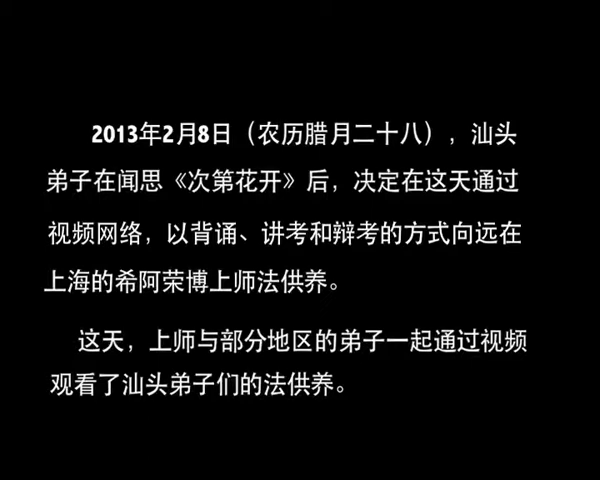 2013年2月8日（农历腊月二十八），汕头
弟子在闻思《次第花开》后，决定在这天通过
视频网络，以背诵、讲考和辩考的方式向远在
上海的希阿荣博上师法供养。
这天，上师与部分地区的弟子一起通过视频
观看了汕头弟子们的法供养。